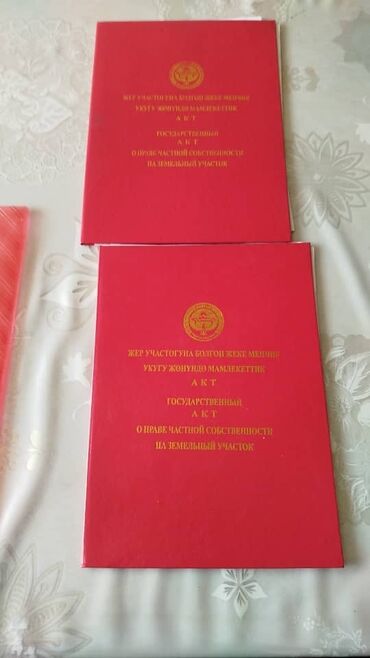 ЖЕР УЧАСТОГУНА БОЛГОН ЖЕКЕ МЕНЧИК
УКУГУ ЖӨНҮНДӨ МАМЛЕКЕТТИК
АКТ
ГОСУДАРСТВЕННЫЙ
АКТ
О ПРАВЕ ЧАСТНОЙ СОБСТВЕННОСТИ
НА ЗЕМЕЛЬНЫЙ УЧАСТОК
ЖЕР УЧАСТОГУНА БОЛГОН ЖЕКЕ МЕНЧИК
УКУГУ ЖӨНҮНДӨ МАМЛЕКЕТТИК
АКТ
ГОСУДАРСТВЕННЫЙ
АКТ
О ПРАВЕ ЧАСТНОЙ СОБСТВЕННОСТИ
НА ЗЕМЕЛЬНЫЙ УЧАСТОК